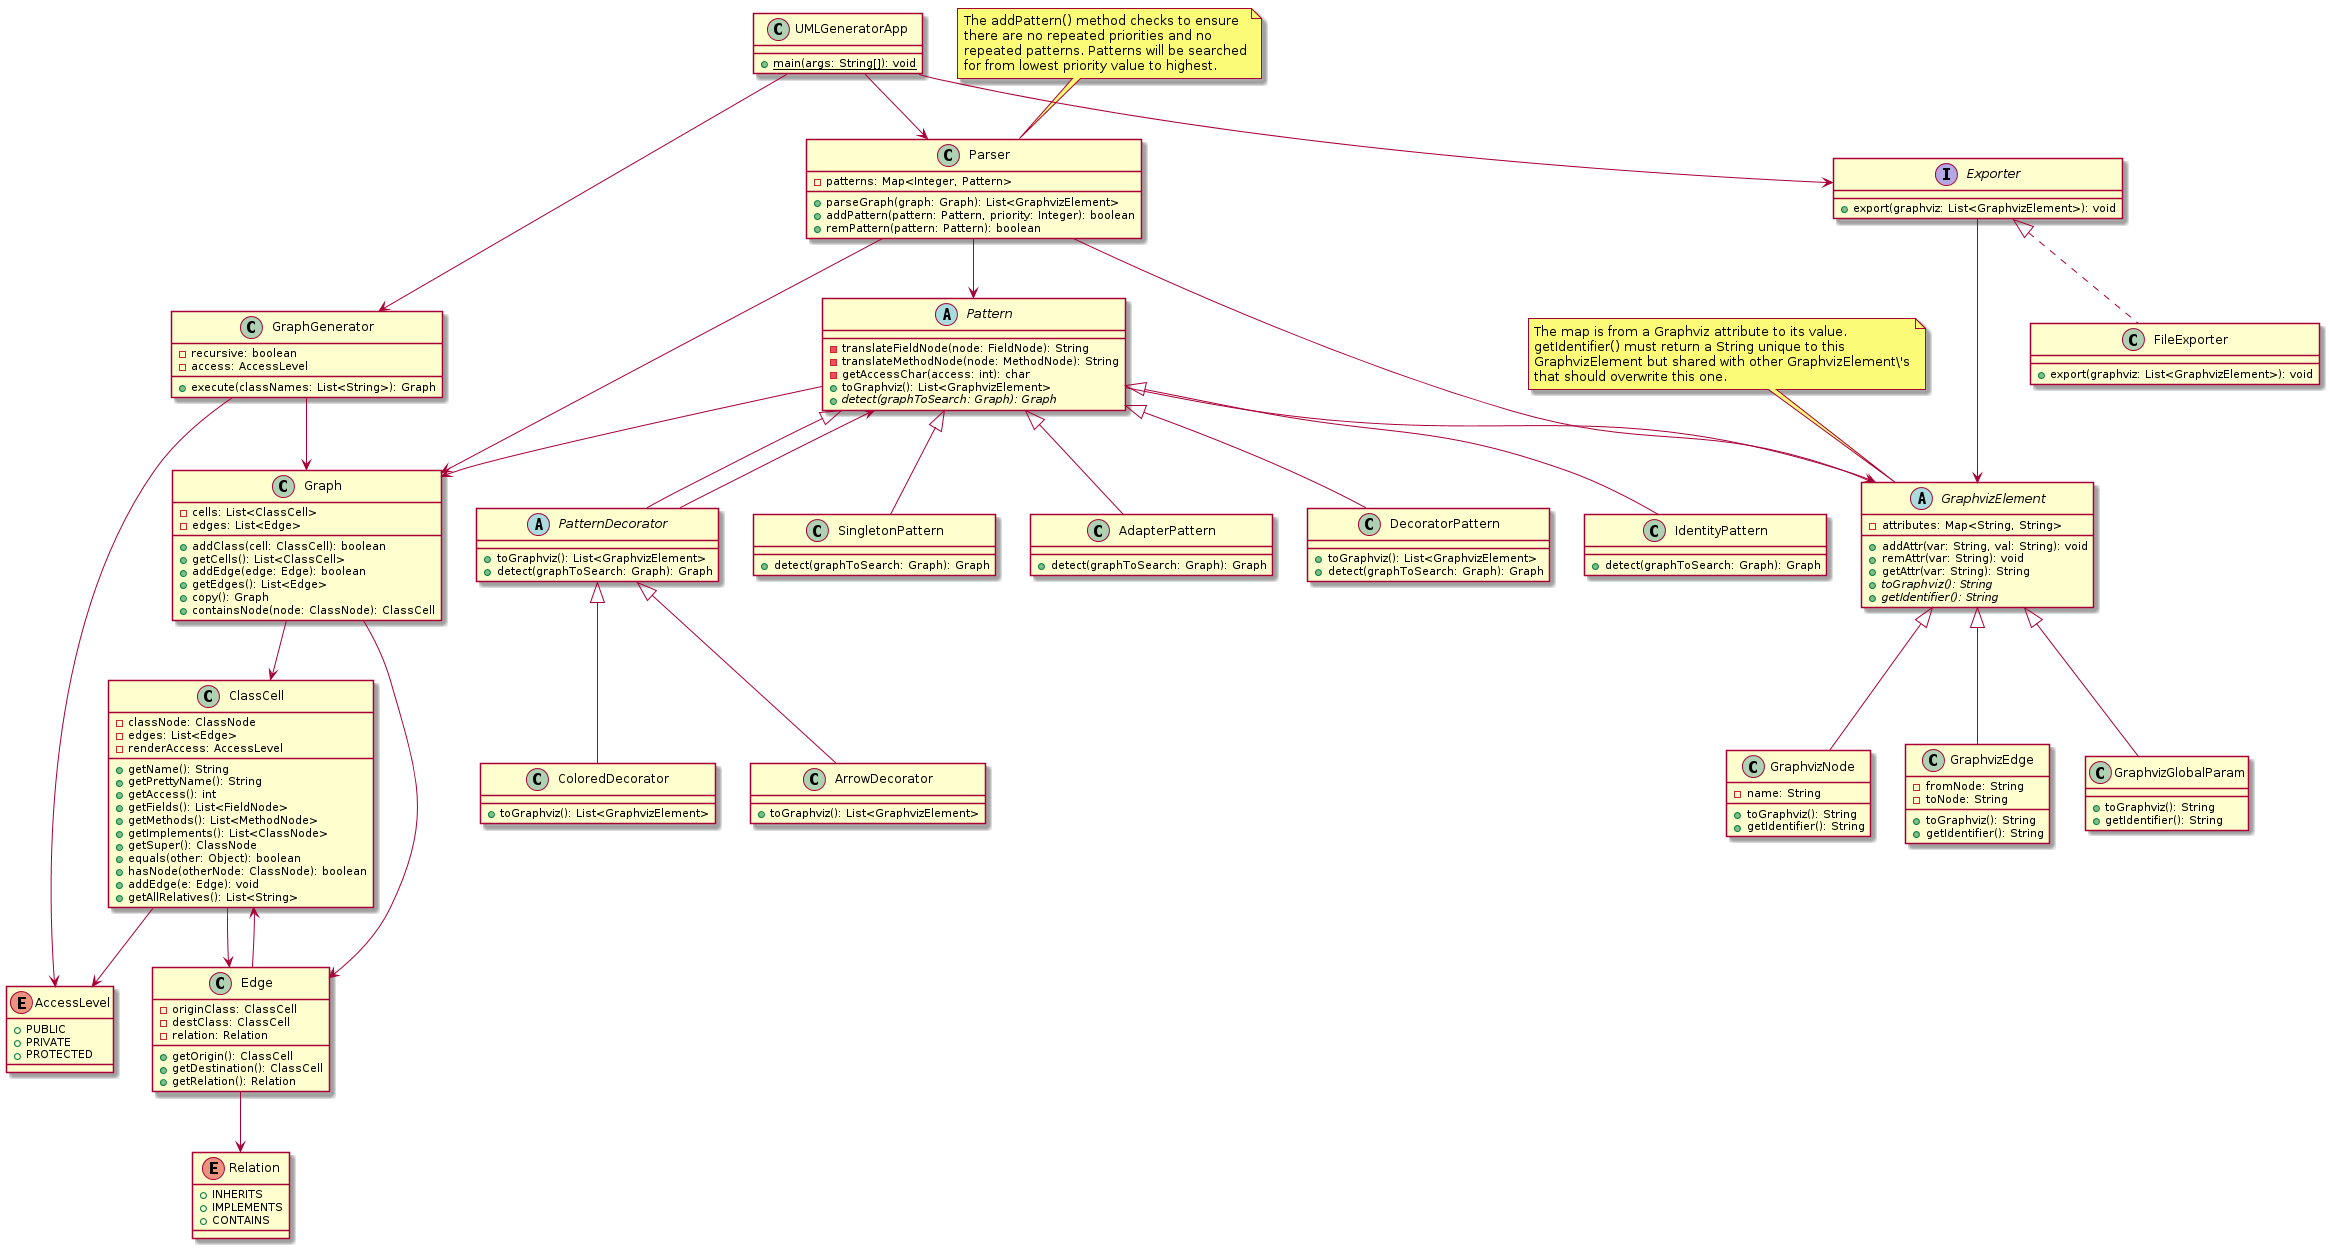 C UMLGeneratorApp
main(args: String[]): void
The addPattern() method checks to ensure
there are no repeated priorities and no
repeated patterns. Patterns will be searched
for from lowest priority value to highest.
C Parser
patterns: Map<Integer, Pattern>
parseGraph(graph: Graph): List<GraphvizElement>
addPattern(pattern: Pattern, priority: Integer): boolean
remPattern(pattern: Pattern): boolean
I Exporter
export(graphviz: List<GraphvizElement>): void
C GraphGenerator
recursive: boolean
access: AccessLevel
execute(classNames: List<String>): Graph
A Pattern
translateFieldNode(node: FieldNode): String
translateMethodNode(node: MethodNode): String
getAccessChar(access: int): char
toGraphviz(): List<GraphvizElement>
detect(graphToSearch: Graph): Graph
The map is from a Graphviz attribute to its value.
getIdentifier() must return a String unique to this
GraphvizElement but shared with other GraphvizElement\'s
that should overwrite this one.
C FileExporter
export(graphviz: List<GraphvizElement>): void
C Graph
cells: List<ClassCell>
edges: List<Edge>
addClass(cell: ClassCell): boolean
getCells(): List<ClassCell>
addEdge(edge: Edge): boolean
getEdges(): List<Edge>
copy(): Graph
containsNode(node: ClassNode): ClassCell
A PatternDecorator
toGraphviz(): List<GraphvizElement>
detect(graphToSearch: Graph): Graph
C SingletonPattern
detect(graphToSearch: Graph): Graph
C AdapterPattern
detect(graphToSearch: Graph): Graph
C DecoratorPattern
toGraphviz(): List<GraphvizElement>
detect(graphToSearch: Graph): Graph
C IdentityPattern
detect(graphToSearch: Graph): Graph
A GraphvizElement
attributes: Map<String, String>
addAttr(var: String, val: String): void
remAttr(var: String): void
getAttr(var: String): String
toGraphviz(): String
getIdentifier(): String
C ClassCell
classNode: ClassNode
edges: List<Edge>
renderAccess: AccessLevel
getName(): String
getPrettyName(): String
getAccess(): int
getFields(): List<FieldNode>
getMethods(): List<MethodNode>
getImplements(): List<ClassNode>
getSuper(): ClassNode
equals(other: Object): boolean
hasNode(otherNode: ClassNode): boolean
addEdge(e: Edge): void
getAllRelatives(): List<String>
C ColoredDecorator
toGraphviz(): List<GraphvizElement>
C ArrowDecorator
toGraphviz(): List<GraphvizElement>
C GraphvizNode
name: String
toGraphviz(): String
getIdentifier(): String
C GraphvizEdge
fromNode: String
toNode: String
toGraphviz(): String
getIdentifier(): String
C GraphvizGlobalParam
toGraphviz(): String
getIdentifier(): String
E AccessLevel
PUBLIC
PRIVATE
PROTECTED
C Edge
originClass: ClassCell
destClass: ClassCell
relation: Relation
getOrigin(): ClassCell
getDestination(): ClassCell
getRelation(): Relation
E Relation
INHERITS
IMPLEMENTS
CONTAINS